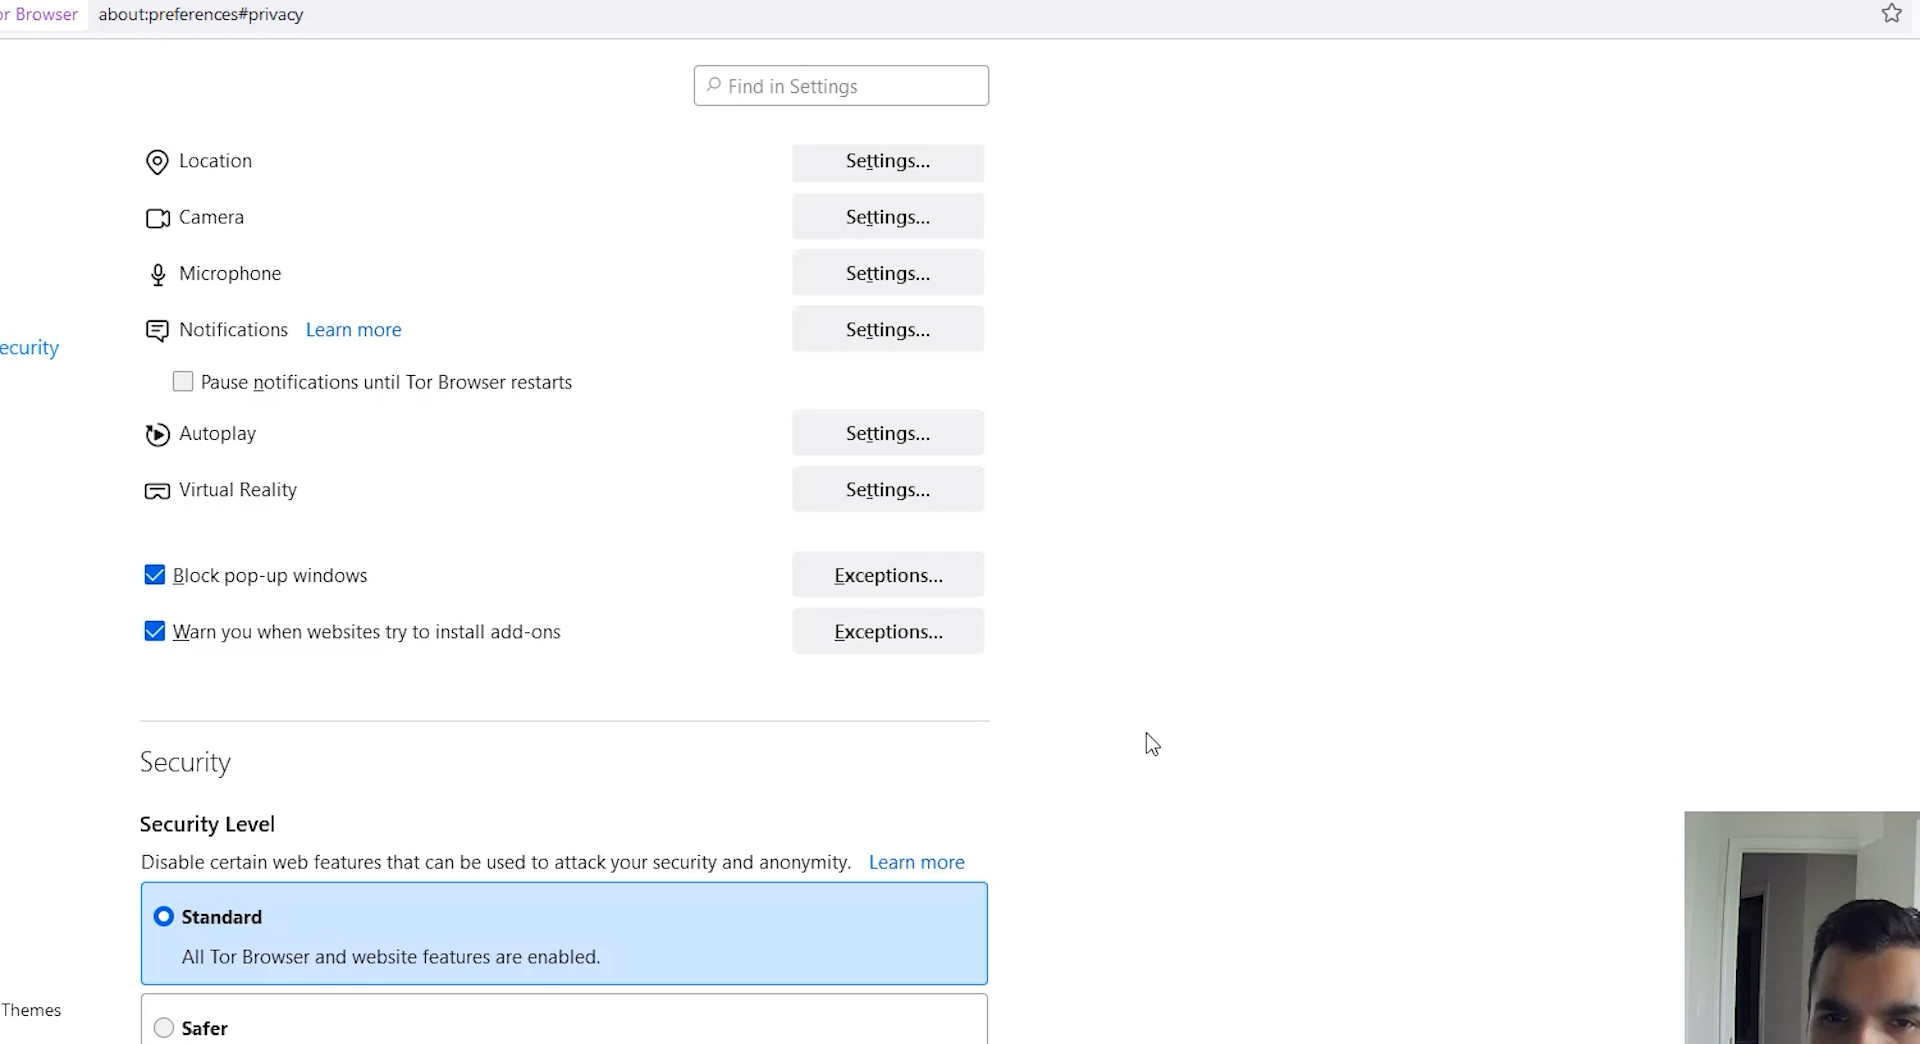 or Browser about:preferences#privacy
Find in Settings
Location Settings...
Camera Settings...
Microphone Settings...
Notifications Learn more Settings...
ecurity
Pause notifications until Tor Browser restarts
Autoplay Settings...
Virtual Reality Settings...
Block pop-up windows Exceptions...
Warn you when websites try to install add-ons Exceptions...
Security
Security Level
Disable certain web features that can be used to attack your security and anonymity. Learn more
Standard
All Tor Browser and website features are enabled.
Themes
Safer